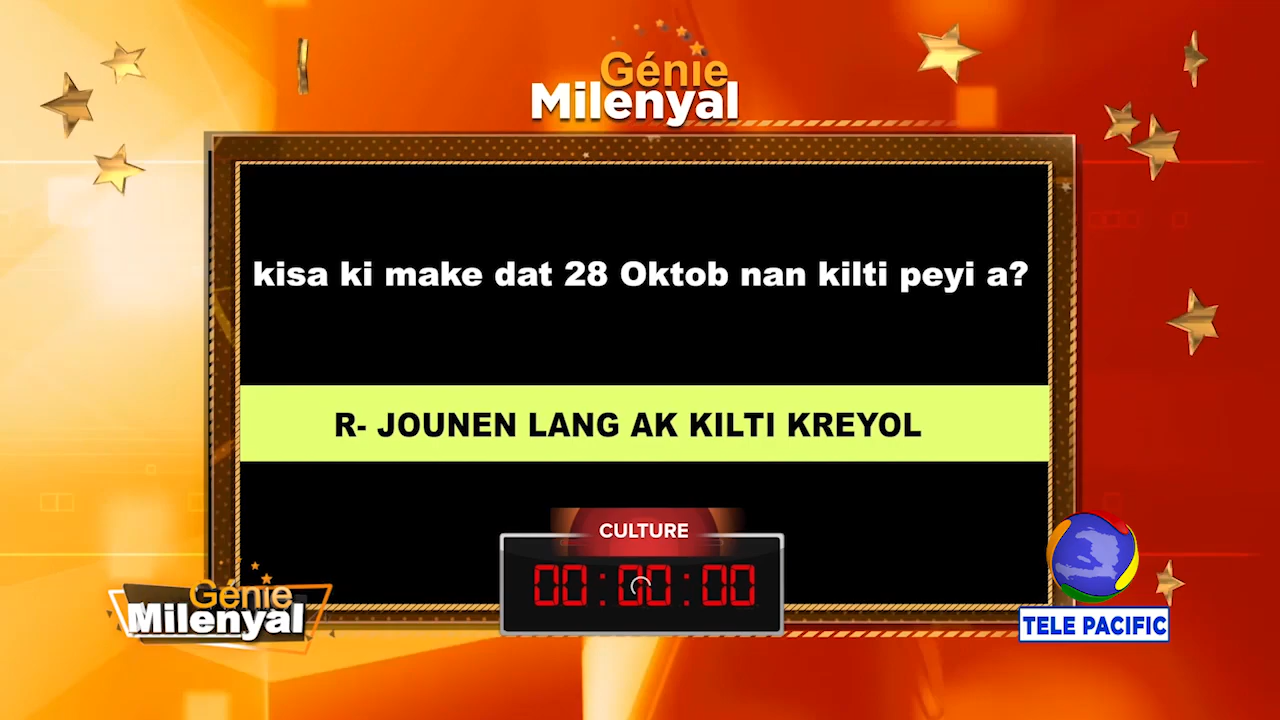 Génie
Milenyal
kisa ki make dat 28 Oktob nan kilti peyi a?
R- JOUNEN LANG AK KILTI KREYOL
CULTURE
00:00:00
Génie
Milenyal
TELE PACIFIC